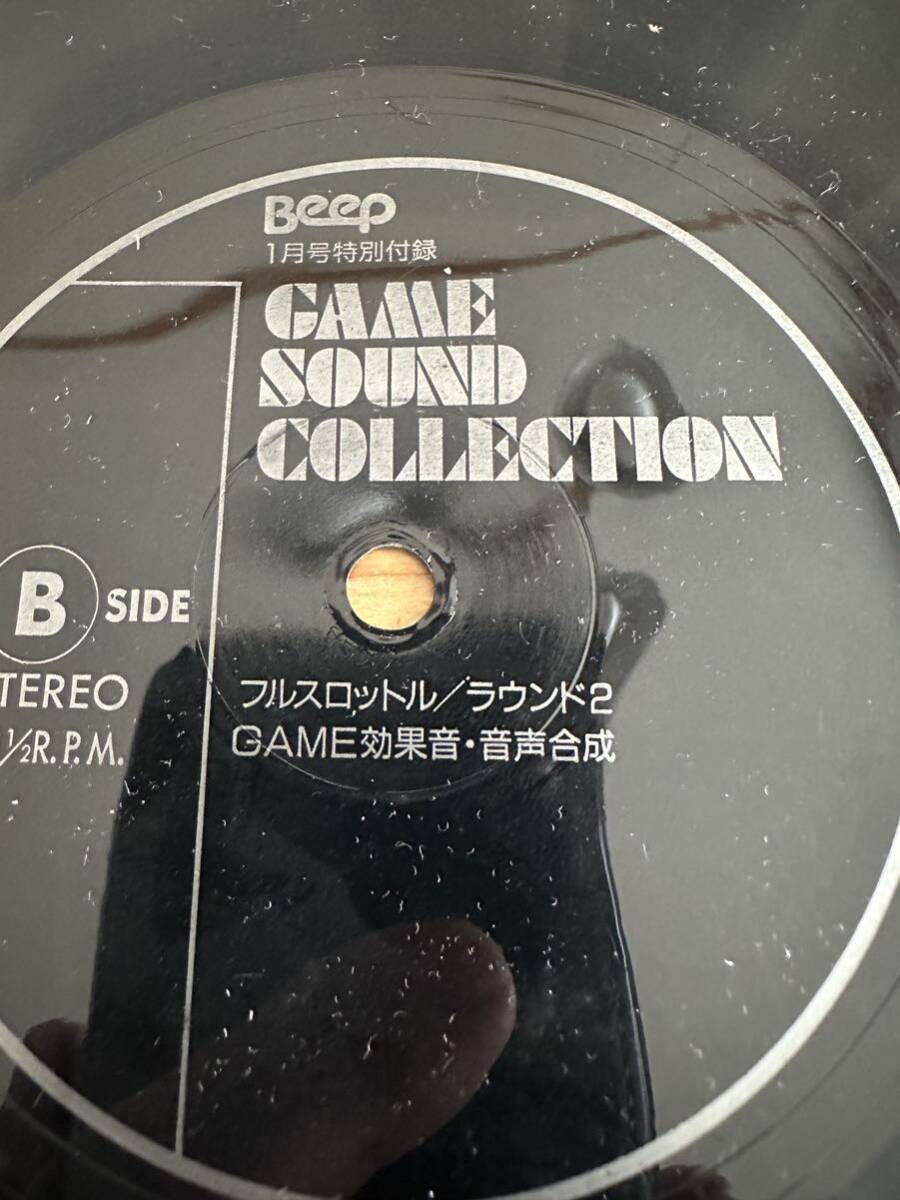 Beep
1月号特別付録
GAME
SOUND
COLLECTION
B SIDE
TEREO
1/2R.P.M.
フルスロットル/ラウンド2
GAME効果音・音声合成